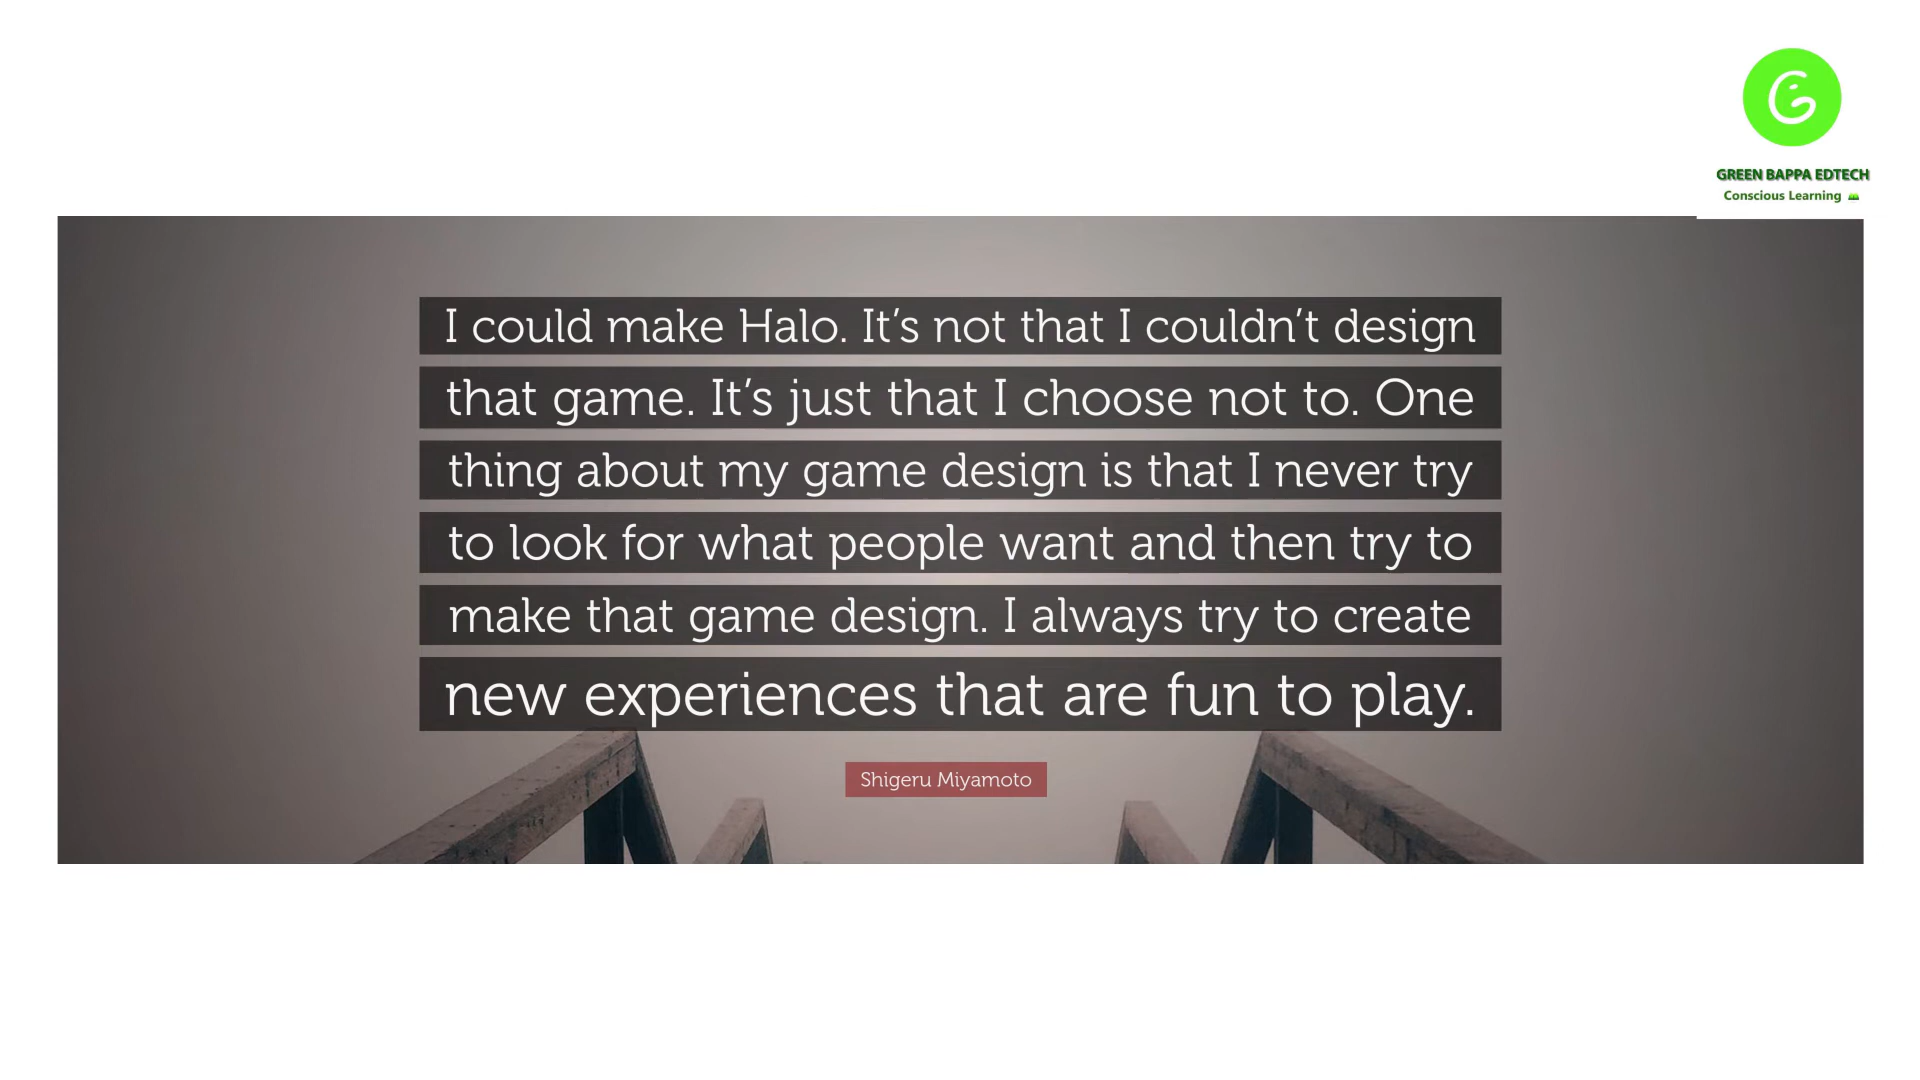 GREEN BAPPA EDTECH
Conscious Learning
I could make Halo. It’s not that I couldn’t design
that game. It’s just that I choose not to. One
thing about my game design is that I never try
to look for what people want and then try to
make that game design. I always try to create
new experiences that are fun to play.
Shigeru Miyamoto